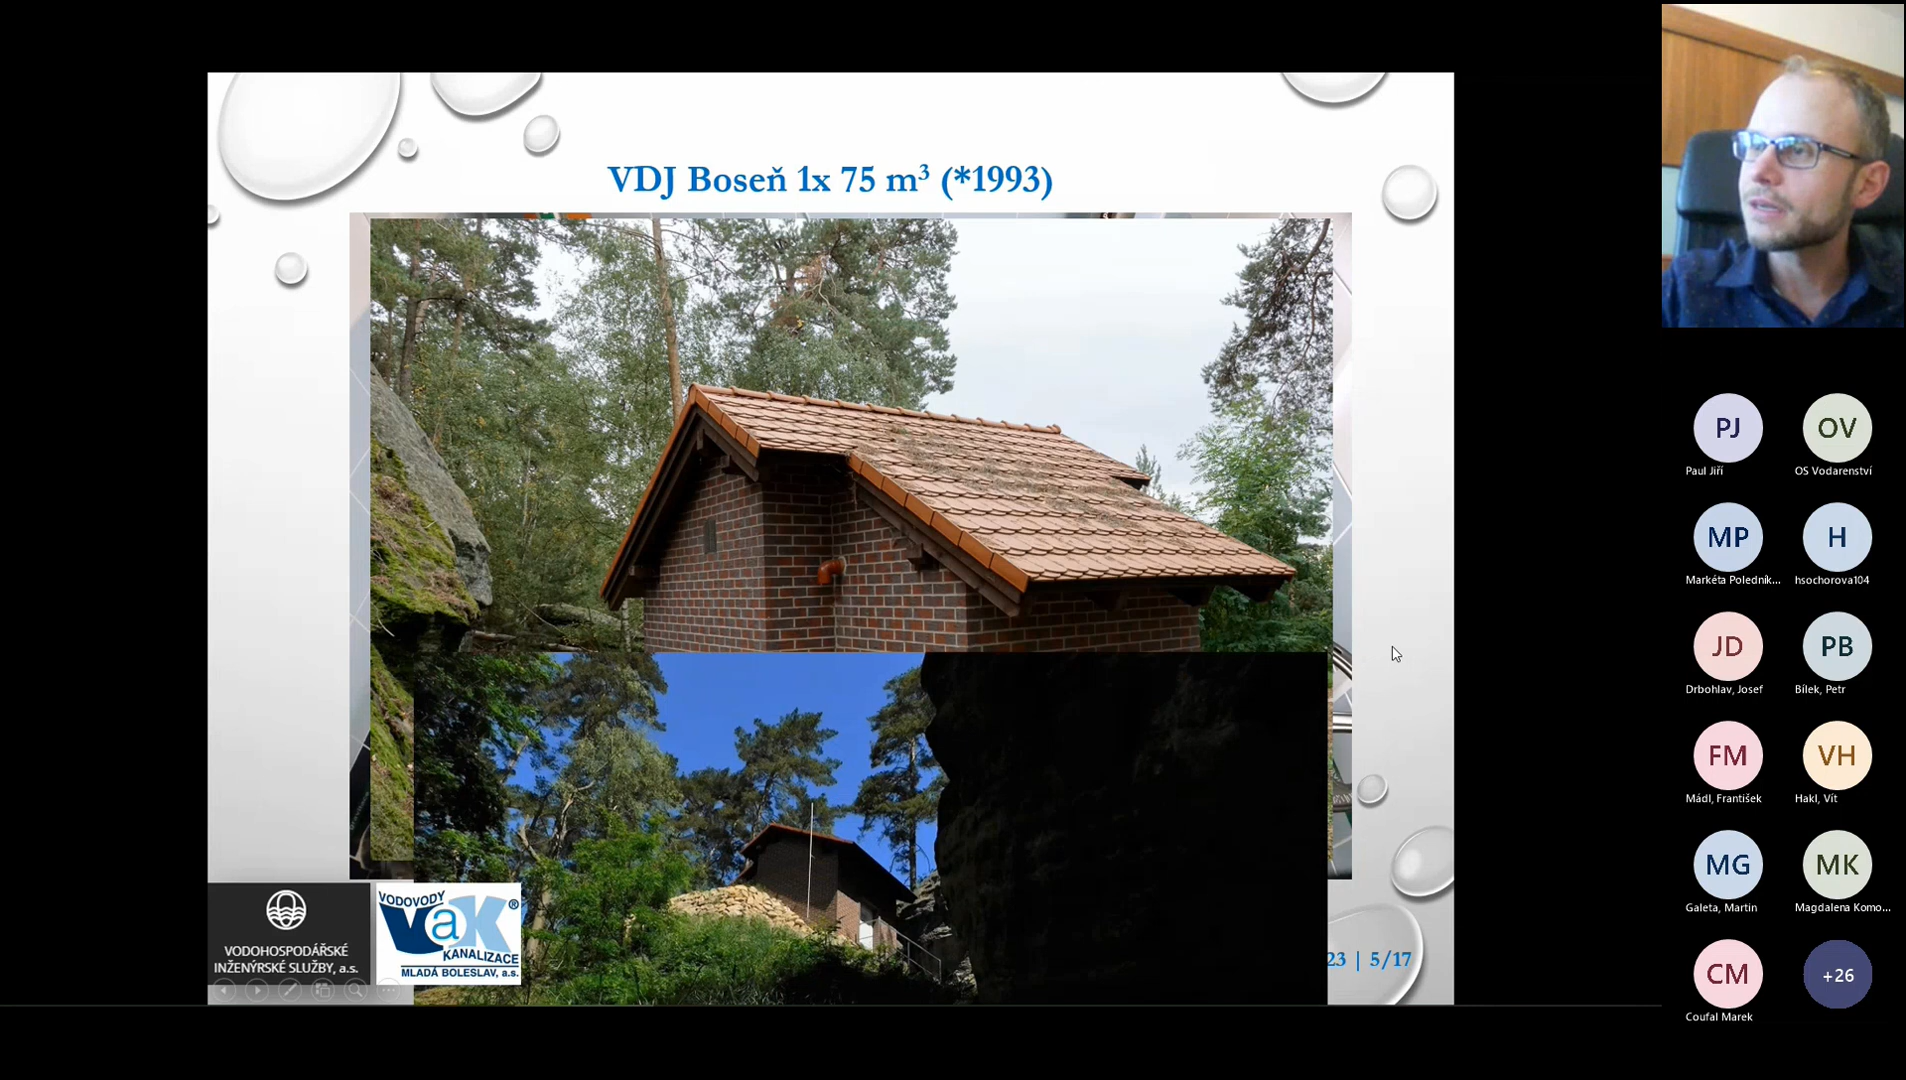 VDJ Boseň 1x 75 m³ (*1993)
VODOHOSPODÁŘSKÉ
INŽENÝRSKÉ SLUŽBY, a.s.
VODOVODY
VaK®
KANALIZACE
MLADÁ BOLESLAV, a.s.
23 | 5/17
PJ
Paul Jiří
OV
OS Vodarenství
MP
Markéta Poledník...
H
hsochorova104
JD
Drbohlav, Josef
PB
Bílek, Petr
FM
Mádl, František
VH
Hakl, Vít
MG
Galeta, Martin
MK
Magdalena Komo...
CM
Coufal Marek
+26